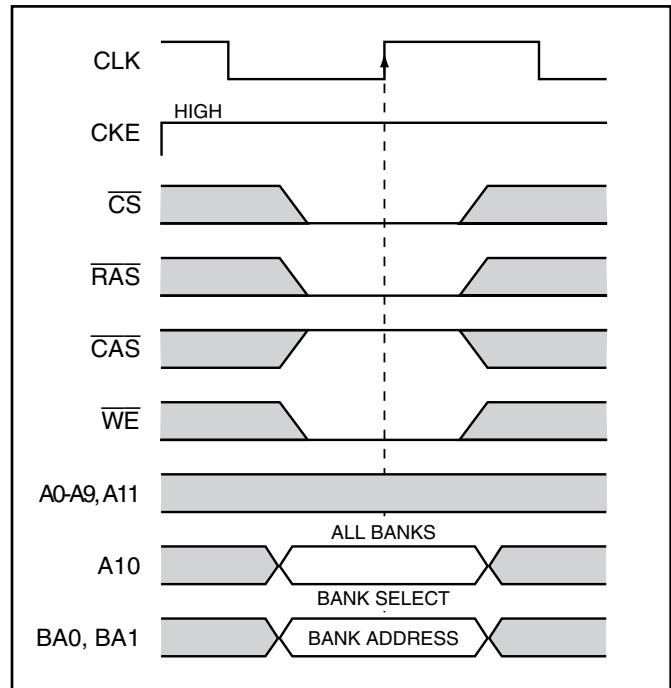 CLK
HIGH
CKE
CS
RAS
CAS
WE
A0-A9, A11
ALL BANKS
A10
BANK SELECT
BA0, BA1
BANK ADDRESS